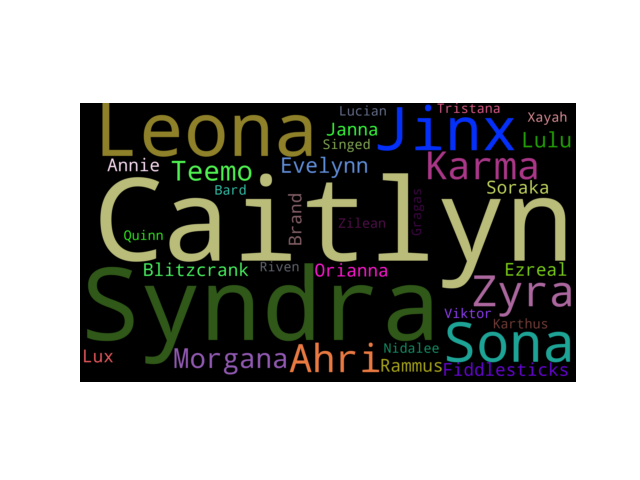 Lucian
Tristana
Leona
Jinx
Xayah
Janna
Singed
Lulu
Annie
Teemo
Evelynn
Karma
Caitlyn
Soraka
Bard
Brand
Gragas
Zilean
Quinn
Blitzcrank
Riven
Orianna
Ezreal
Syndra
Zyra
Viktor
Karthus
Sona
Lux
Morgana
Ahri
Nidalee
Rammus
Fiddlesticks